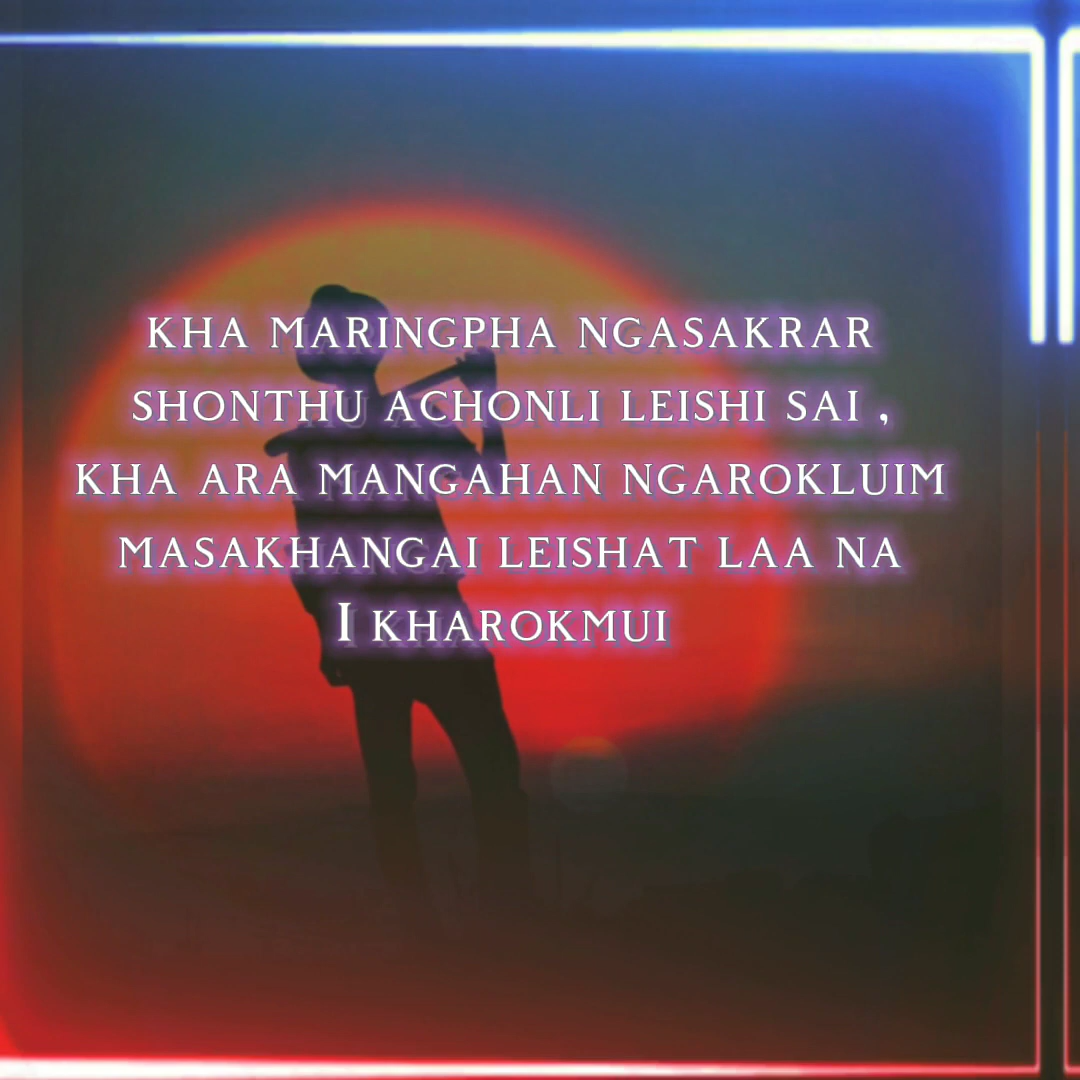 KHA MARINGPHA NGASAKRAR
SHONTHU ACHONLI LEISHI SAI ,
KHA ARA MANGAHAN NGAROKLUIM
MASAKHANGAI LEISHAT LAA NA
I KHAROKMUI